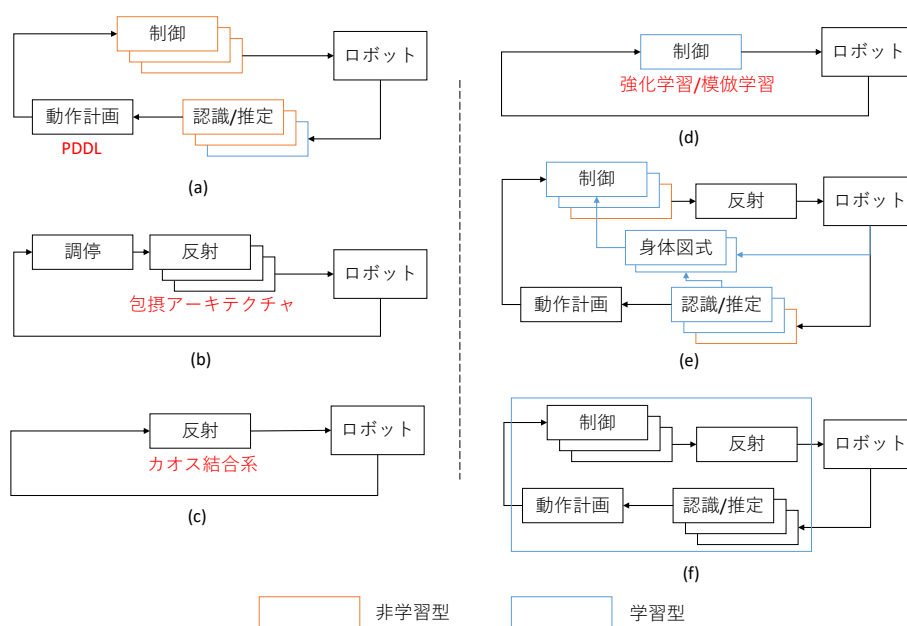 制御
ロボット
動作計画
認識/推定
PDDL
(a)
調停
反射
ロボット
包摂アーキテクチャ
(b)
反射
ロボット
カオス結合系
(c)
制御
ロボット
強化学習/模倣学習
(d)
制御
反射
ロボット
身体図式
動作計画
認識/推定
(e)
制御
反射
ロボット
動作計画
認識/推定
(f)
非学習型
学習型